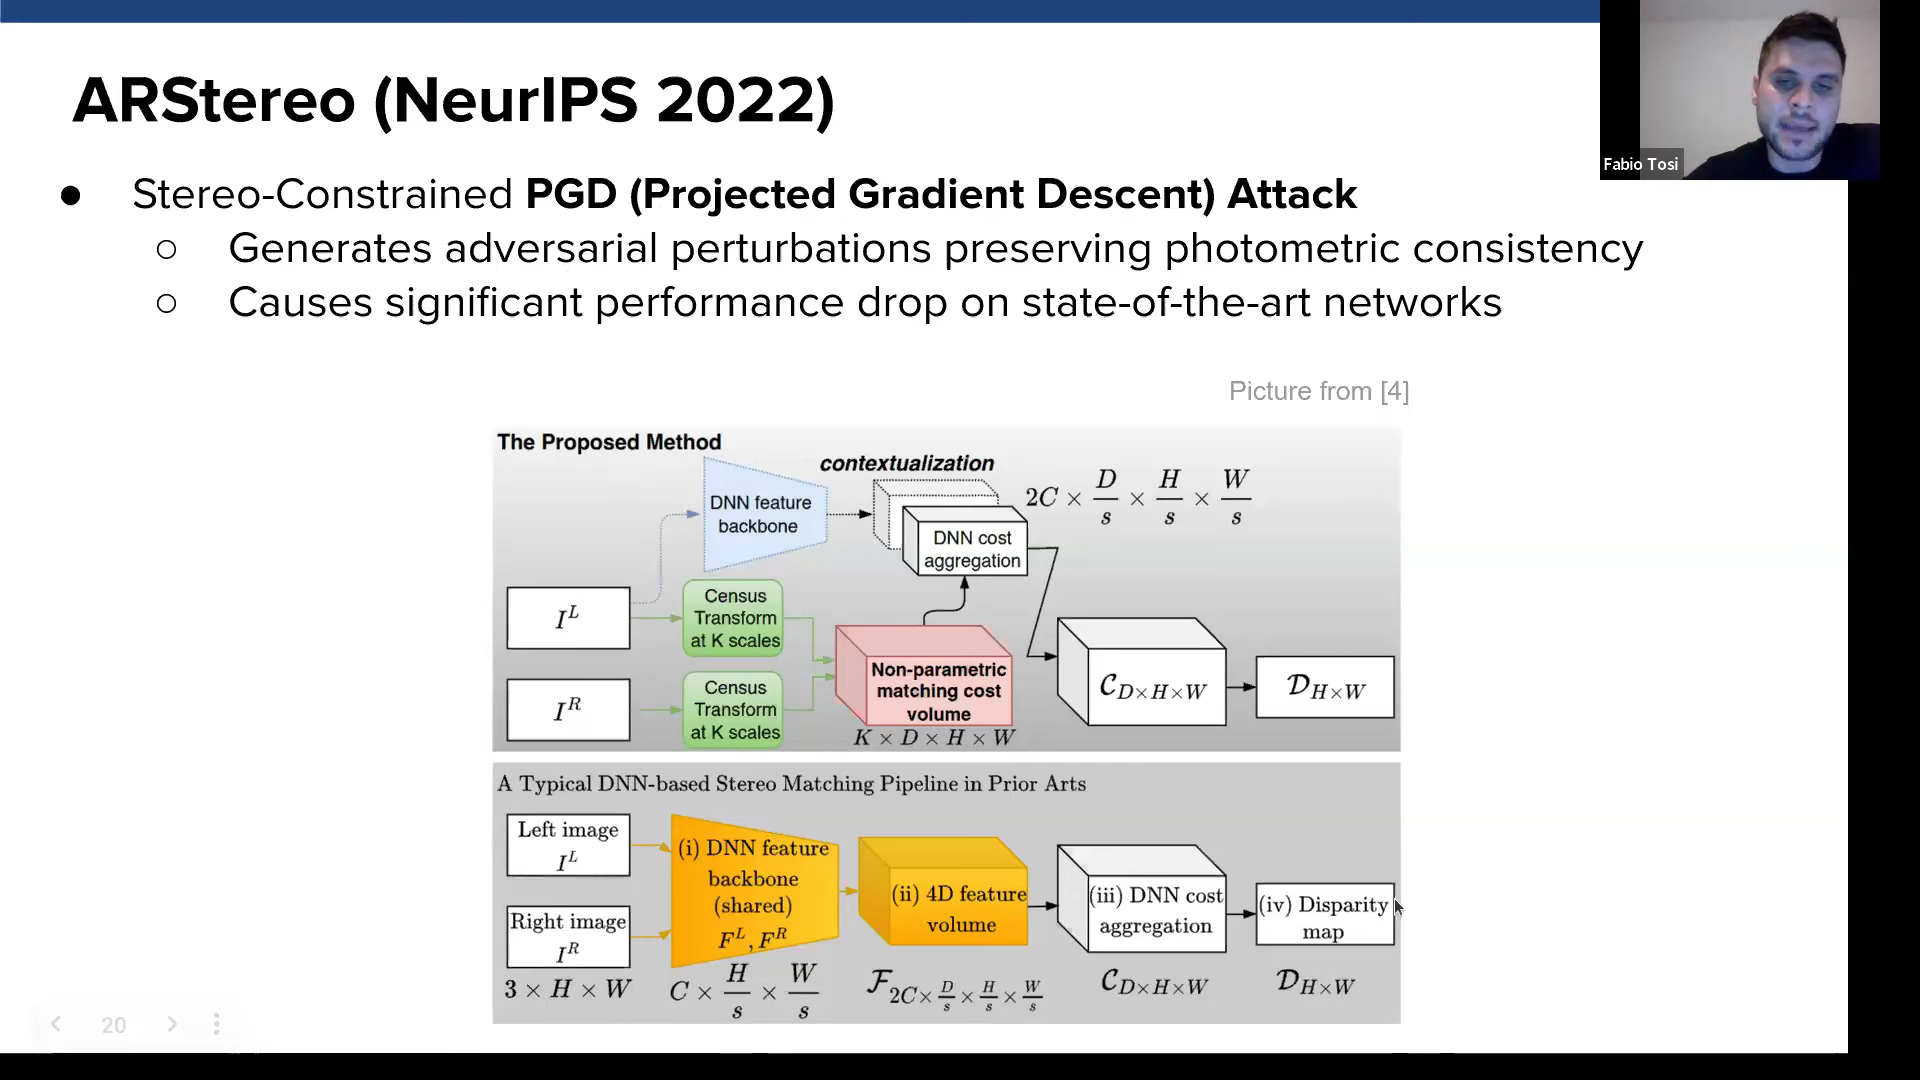 ARStereo (NeurIPS 2022)
Fabio Tosi
● Stereo-Constrained PGD (Projected Gradient Descent) Attack
○ Generates adversarial perturbations preserving photometric consistency
○ Causes significant performance drop on state-of-the-art networks
Picture from [4]
The Proposed Method
contextualization
DNN feature
backbone
2C × D/s × H/s × W/s
DNN cost
aggregation
I^L
Census
Transform
at K scales
I^R
Census
Transform
at K scales
Non-parametric
matching cost
volume
K × D × H × W
C_{D×H×W}
D_{H×W}
A Typical DNN-based Stereo Matching Pipeline in Prior Arts
Left image
I^L
Right image
I^R
3 × H × W
(i) DNN feature
backbone
(shared)
F^L, F^R
C × H/s × W/s
(ii) 4D feature
volume
F_{2C× D/s × H/s × W/s}
(iii) DNN cost
aggregation
C_{D×H×W}
(iv) Disparity
map
D_{H×W}
20